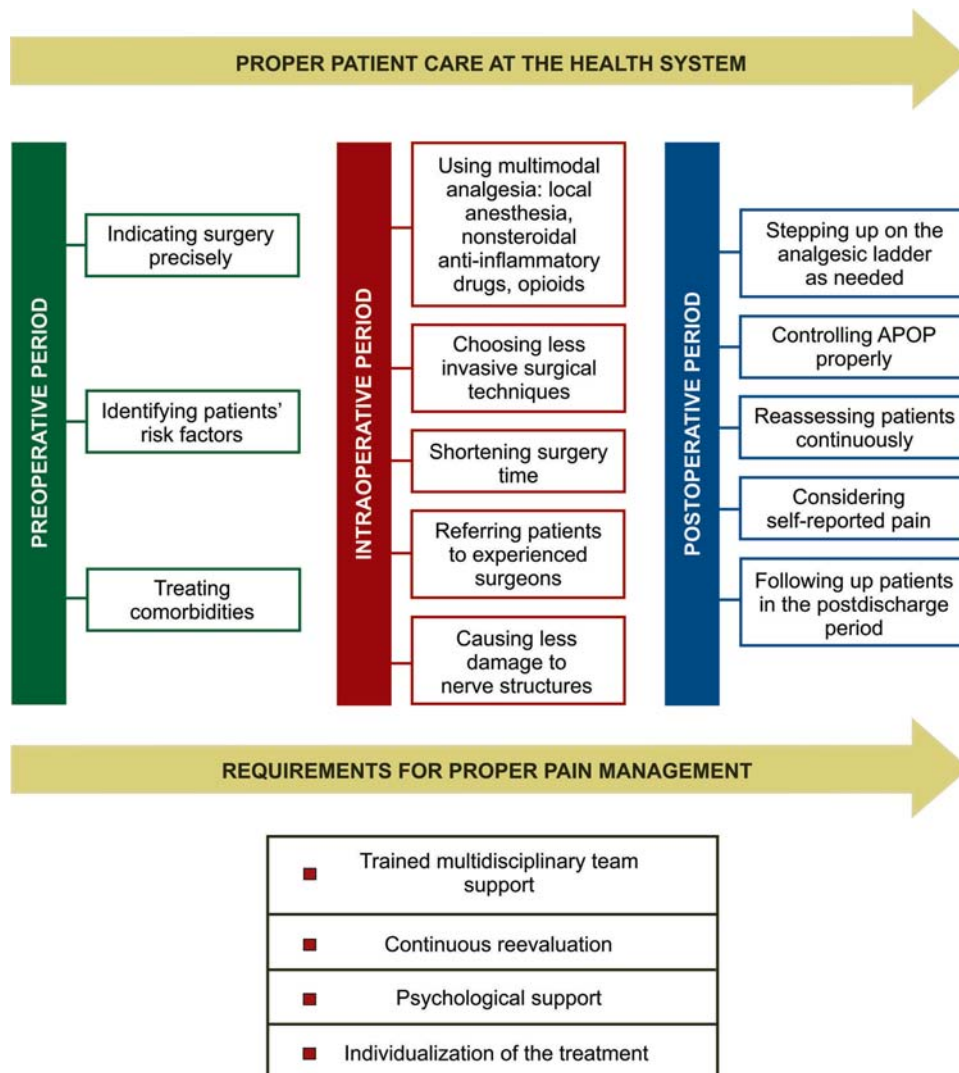 PROPER PATIENT CARE AT THE HEALTH SYSTEM
PREOPERATIVE PERIOD
Indicating surgery
precisely
Identifying patients’
risk factors
Treating
comorbidities
INTRAOPERATIVE PERIOD
Using multimodal
analgesia: local
anesthesia,
nonsteroidal
anti-inflammatory
drugs, opioids
Choosing less
invasive surgical
techniques
Shortening surgery
time
Referring patients
to experienced
surgeons
Causing less
damage to
nerve structures
POSTOPERATIVE PERIOD
Stepping up on the
analgesic ladder
as needed
Controlling APOP
properly
Reassessing patients
continuously
Considering
self-reported pain
Following up patients
in the postdischarge
period
REQUIREMENTS FOR PROPER PAIN MANAGEMENT
Trained multidisciplinary team
support
Continuous reevaluation
Psychological support
Individualization of the treatment